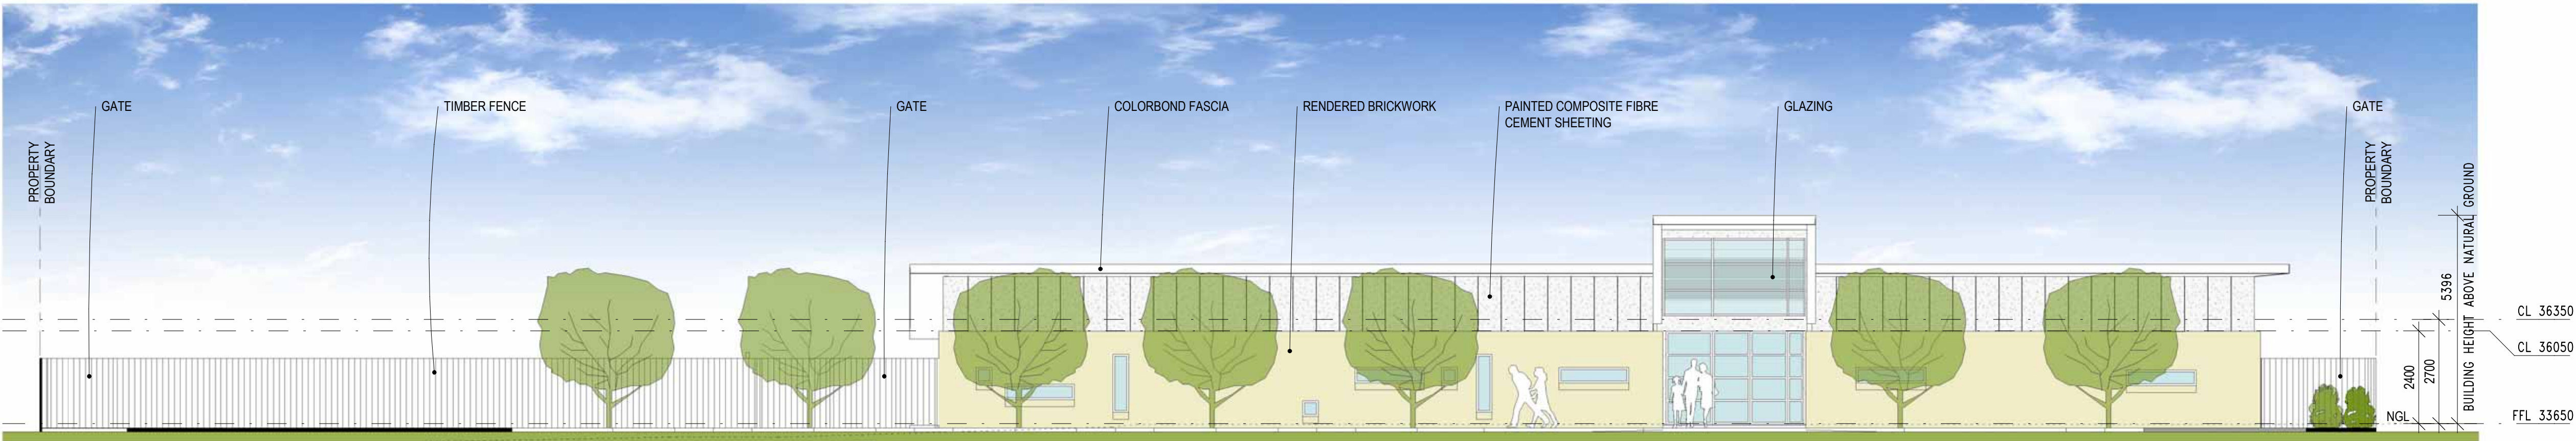 GATE
TIMBER FENCE
GATE
COLORBOND FASCIA
RENDERED BRICKWORK
PAINTED COMPOSITE FIBRE
CEMENT SHEETING
GLAZING
GATE
PROPERTY
BOUNDARY
PROPERTY
BOUNDARY
5396
BUILDING HEIGHT ABOVE NATURAL GROUND
CL 36350
CL 36050
2400
2700
NGL
FFL 33650